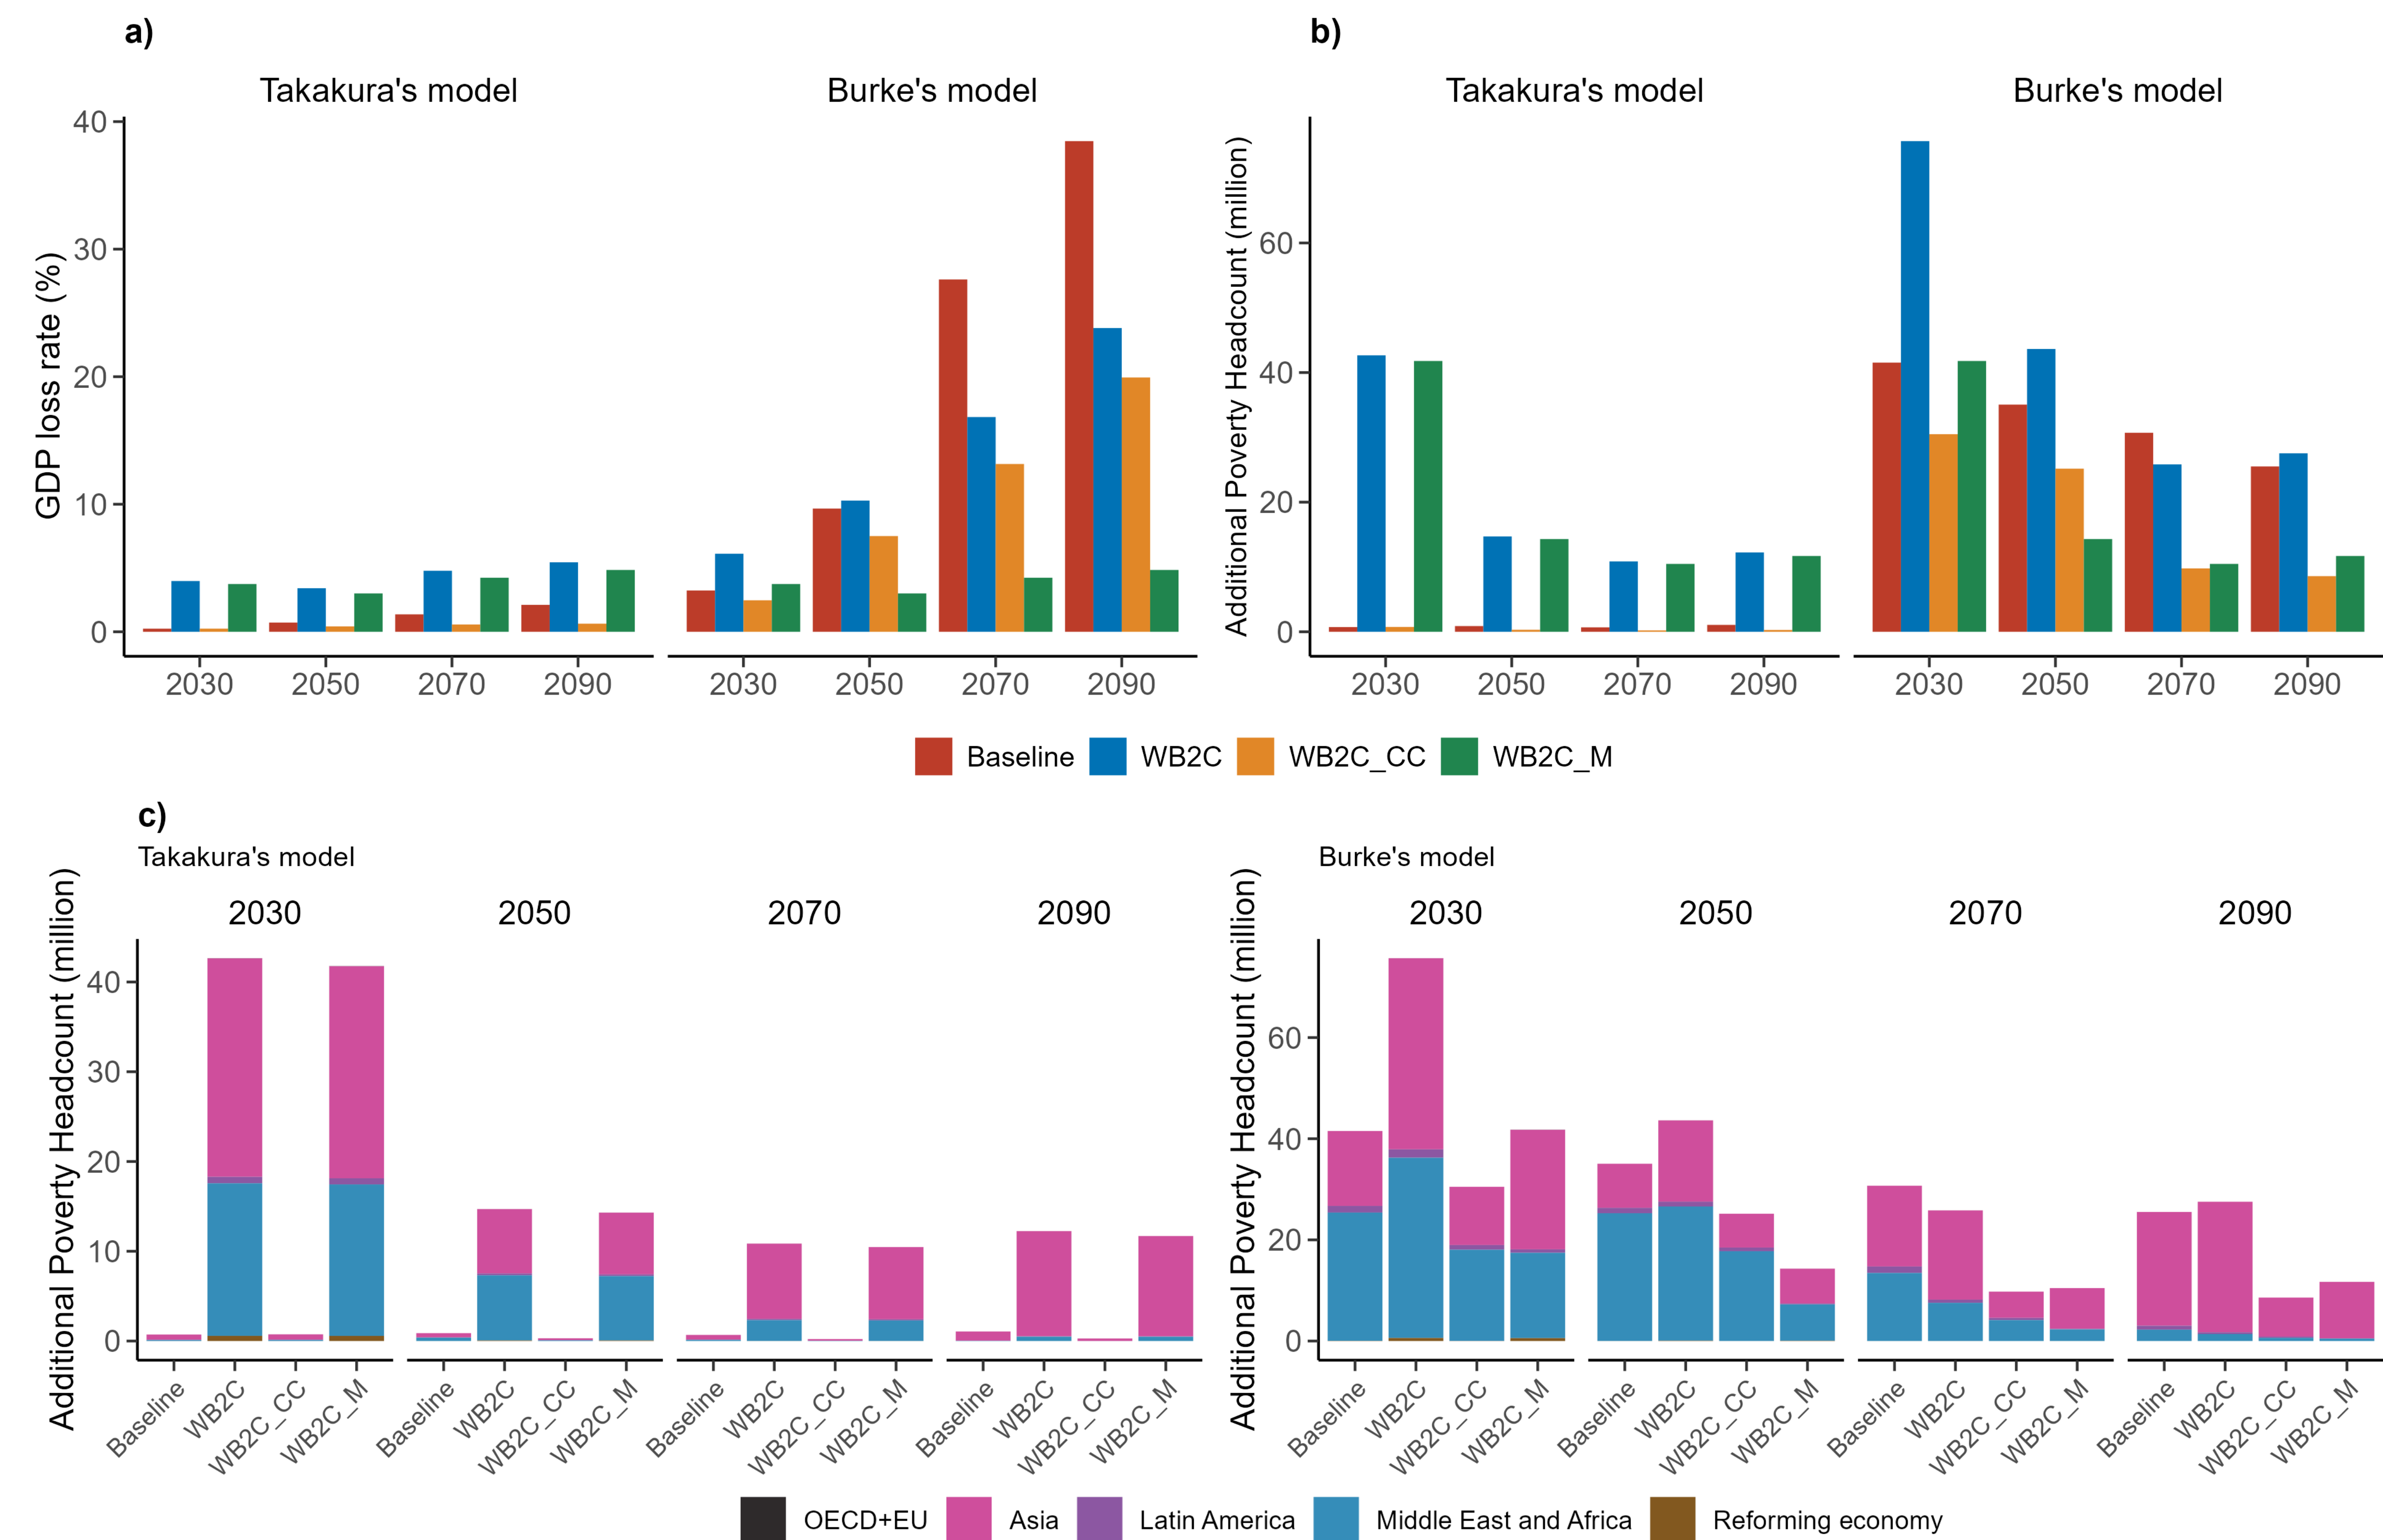 a)
Takakura's model
Burke's model
GDP loss rate (%)
40
30
20
10
0
2030 2050 2070 2090
2030 2050 2070 2090
b)
Takakura's model
Burke's model
Additional Poverty Headcount (million)
60
40
20
0
2030 2050 2070 2090
2030 2050 2070 2090
Baseline WB2C WB2C_CC WB2C_M
c)
Takakura's model
2030 2050 2070 2090
Additional Poverty Headcount (million)
40
30
20
10
0
Baseline WB2C WB2C_CC WB2C_M
Baseline WB2C WB2C_CC WB2C_M
Baseline WB2C WB2C_CC WB2C_M
Baseline WB2C WB2C_CC WB2C_M
Burke's model
2030 2050 2070 2090
Additional Poverty Headcount (million)
60
40
20
0
Baseline WB2C WB2C_CC WB2C_M
Baseline WB2C WB2C_CC WB2C_M
Baseline WB2C WB2C_CC WB2C_M
Baseline WB2C WB2C_CC WB2C_M
OECD+EU Asia Latin America Middle East and Africa Reforming economy